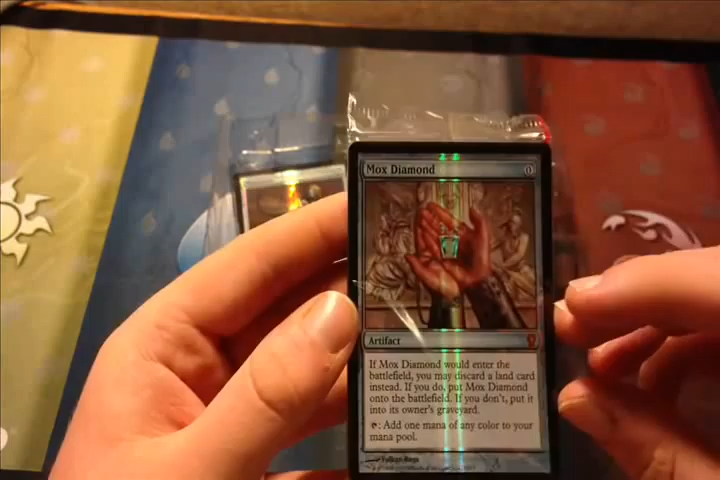 Mox Diamond 0
Artifact
If Mox Diamond would enter the
battlefield, you may discard a land card
instead. If you do, put Mox Diamond
onto the battlefield. If you don't, put it
into its owner's graveyard.
: Add one mana of any color to your
mana pool.
Volkan Baga